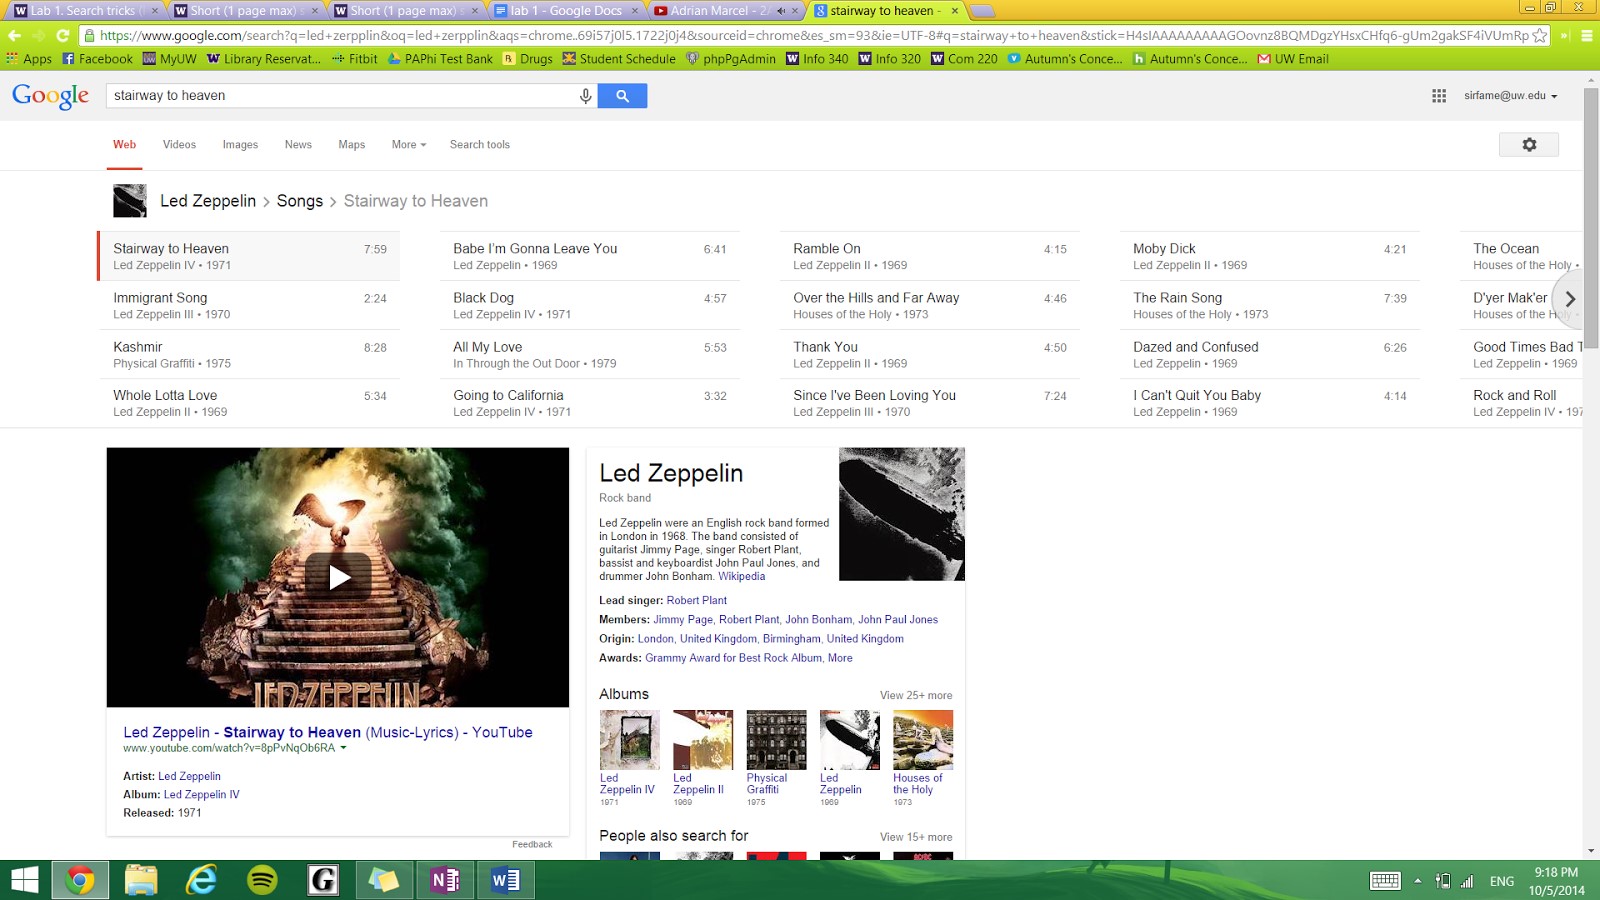 Lab 1. Search tricks
Short (1 page max)
Short (1 page max)
lab 1 - Google Docs
Adrian Marcel - 2
stairway to heaven -
https://www.google.com/search?q=led+zerpplin&oq=led+zerpplin&aqs=chrome..69i57j0l5.1722j0j4&sourceid=chrome&es_sm=93&ie=UTF-8#q=stairway+to+heaven&stick=H4sIAAAAAAAAAGOovnz8BQMDgzYHsxCHfq6-gUm2gakSF4iVUmRp
Apps Facebook MyUW Library Reservat... Fitbit PAPhi Test Bank Drugs Student Schedule phpPgAdmin Info 340 Info 320 Com 220 Autumn's Conce... Autumn's Conce... UW Email
Google stairway to heaven sirfame@uw.edu
Web Videos Images News Maps More Search tools
Led Zeppelin > Songs > Stairway to Heaven
Stairway to Heaven 7:59 Babe I'm Gonna Leave You 6:41 Ramble On 4:15 Moby Dick 4:21 The Ocean
Led Zeppelin IV • 1971 Led Zeppelin • 1969 Led Zeppelin II • 1969 Led Zeppelin II • 1969 Houses of the Holy •
Immigrant Song 2:24 Black Dog 4:57 Over the Hills and Far Away 4:46 The Rain Song 7:39 D'yer Mak'er
Led Zeppelin III • 1970 Led Zeppelin IV • 1971 Houses of the Holy • 1973 Houses of the Holy • 1973 Houses of the Holy •
Kashmir 8:28 All My Love 5:53 Thank You 4:50 Dazed and Confused 6:26 Good Times Bad T
Physical Graffiti • 1975 In Through the Out Door • 1979 Led Zeppelin II • 1969 Led Zeppelin • 1969 Led Zeppelin • 1969
Whole Lotta Love 5:34 Going to California 3:32 Since I've Been Loving You 7:24 I Can't Quit You Baby 4:14 Rock and Roll
Led Zeppelin II • 1969 Led Zeppelin IV • 1971 Led Zeppelin III • 1970 Led Zeppelin • 1969 Led Zeppelin IV • 197
LED ZEPPELIN
Led Zeppelin - Stairway to Heaven (Music-Lyrics) - YouTube
www.youtube.com/watch?v=8pPvNqOb6RA
Artist: Led Zeppelin
Album: Led Zeppelin IV
Released: 1971
Feedback
Led Zeppelin
Rock band
Led Zeppelin were an English rock band formed
in London in 1968. The band consisted of
guitarist Jimmy Page, singer Robert Plant,
bassist and keyboardist John Paul Jones, and
drummer John Bonham. Wikipedia
Lead singer: Robert Plant
Members: Jimmy Page, Robert Plant, John Bonham, John Paul Jones
Origin: London, United Kingdom, Birmingham, United Kingdom
Awards: Grammy Award for Best Rock Album, More
Albums View 25+ more
Led Led Physical Led Houses of
Zeppelin IV Zeppelin II Graffiti Zeppelin the Holy
1971 1969 1975 1969 1973
People also search for View 15+ more
ENG
9:18 PM
10/5/2014